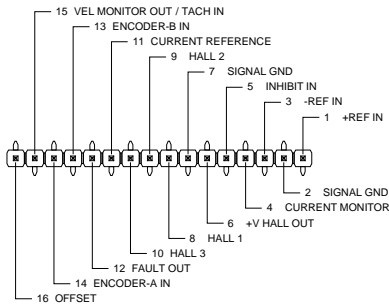 15 VEL MONITOR OUT / TACH IN
13 ENCODER-B IN
11 CURRENT REFERENCE
9 HALL 2
7 SIGNAL GND
5 INHIBIT IN
3 -REF IN
1 +REF IN
2 SIGNAL GND
4 CURRENT MONITOR
6 +V HALL OUT
8 HALL 1
10 HALL 3
12 FAULT OUT
14 ENCODER-A IN
16 OFFSET